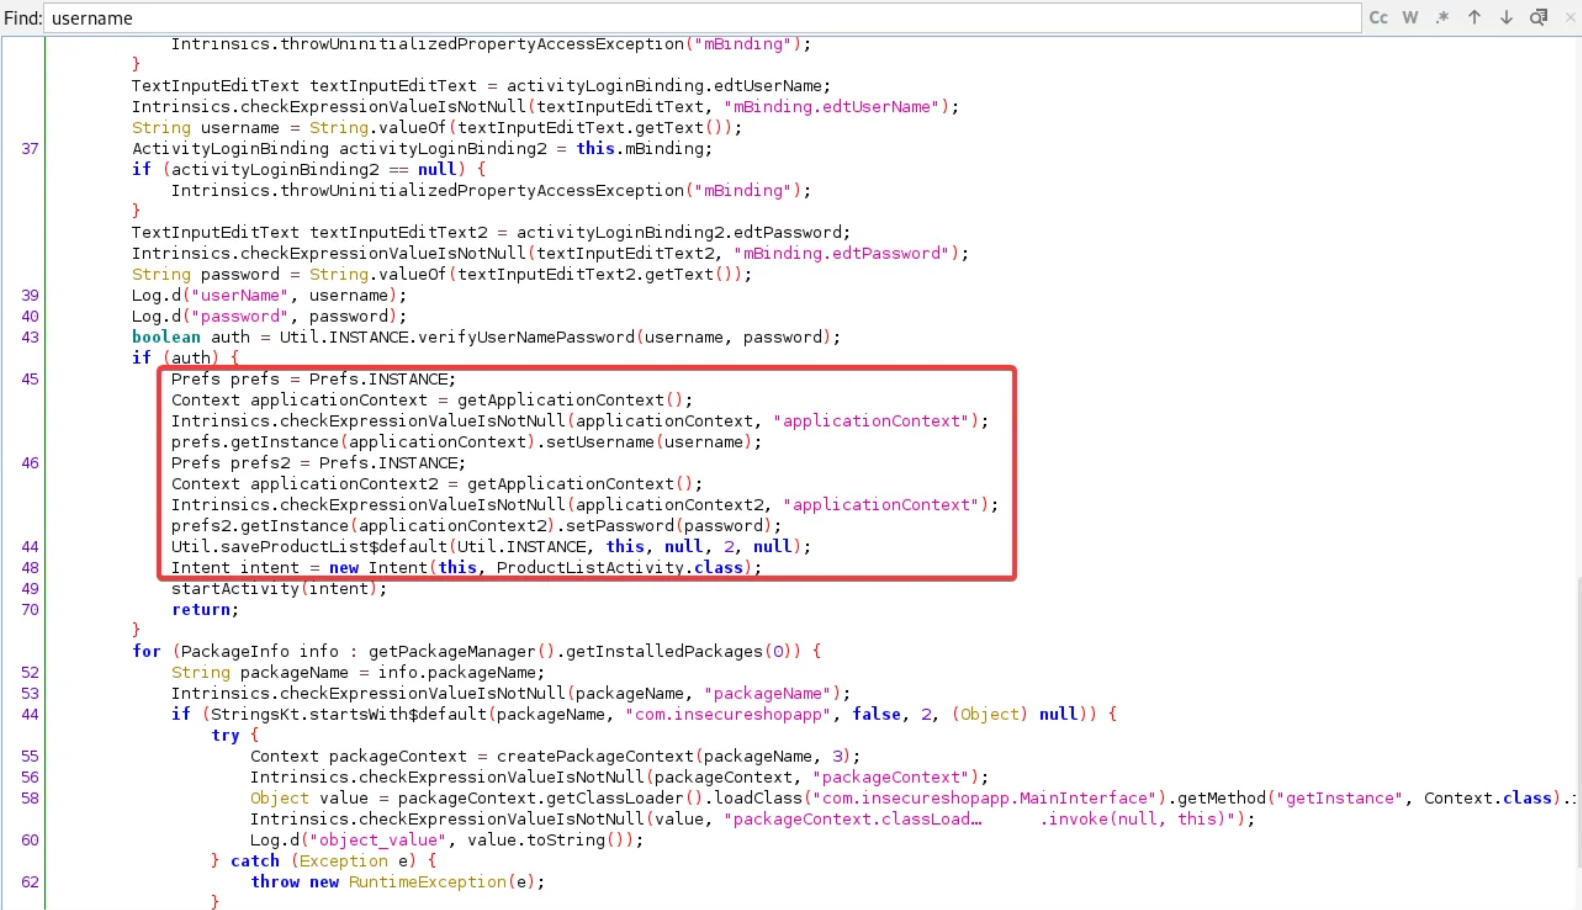 Find: username Cc W .*
Intrinsics.throwUninitializedPropertyAccessException("mBinding");
}
TextInputEditText textInputEditText = activityLoginBinding.edtUserName;
Intrinsics.checkExpressionValueIsNotNull(textInputEditText, "mBinding.edtUserName");
String username = String.valueOf(textInputEditText.getText());
37 ActivityLoginBinding activityLoginBinding2 = this.mBinding;
if (activityLoginBinding2 == null) {
Intrinsics.throwUninitializedPropertyAccessException("mBinding");
}
TextInputEditText textInputEditText2 = activityLoginBinding2.edtPassword;
Intrinsics.checkExpressionValueIsNotNull(textInputEditText2, "mBinding.edtPassword");
String password = String.valueOf(textInputEditText2.getText());
39 Log.d("userName", username);
40 Log.d("password", password);
43 boolean auth = Util.INSTANCE.verifyUserNamePassword(username, password);
if (auth) {
45 Prefs prefs = Prefs.INSTANCE;
Context applicationContext = getApplicationContext();
Intrinsics.checkExpressionValueIsNotNull(applicationContext, "applicationContext");
prefs.getInstance(applicationContext).setUsername(username);
46 Prefs prefs2 = Prefs.INSTANCE;
Context applicationContext2 = getApplicationContext();
Intrinsics.checkExpressionValueIsNotNull(applicationContext2, "applicationContext");
prefs2.getInstance(applicationContext2).setPassword(password);
44 Util.saveProductList$default(Util.INSTANCE, this, null, 2, null);
48 Intent intent = new Intent(this, ProductListActivity.class);
49 startActivity(intent);
70 return;
}
for (PackageInfo info : getPackageManager().getInstalledPackages(0)) {
52 String packageName = info.packageName;
53 Intrinsics.checkExpressionValueIsNotNull(packageName, "packageName");
44 if (StringsKt.startsWith$default(packageName, "com.insecureshopapp", false, 2, (Object) null)) {
try {
55 Context packageContext = createPackageContext(packageName, 3);
56 Intrinsics.checkExpressionValueIsNotNull(packageContext, "packageContext");
58 Object value = packageContext.getClassLoader().loadClass("com.insecureshopapp.MainInterface").getMethod("getInstance", Context.class).
Intrinsics.checkExpressionValueIsNotNull(value, "packageContext.classLoad… .invoke(null, this)");
60 Log.d("object_value", value.toString());
} catch (Exception e) {
62 throw new RuntimeException(e);
}